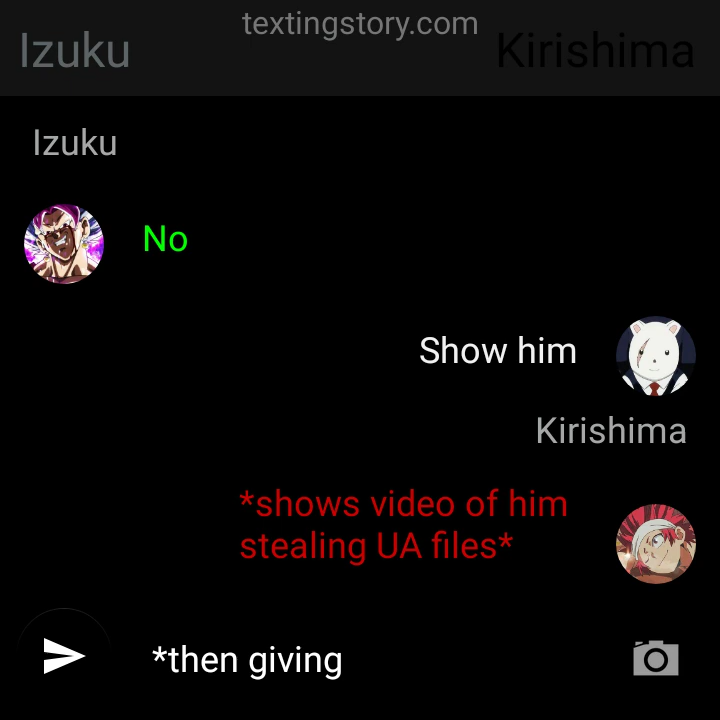 textingstory.com
Izuku
Kirishima
Izuku
No
Show him
Kirishima
*shows video of him
stealing UA files*
*then giving